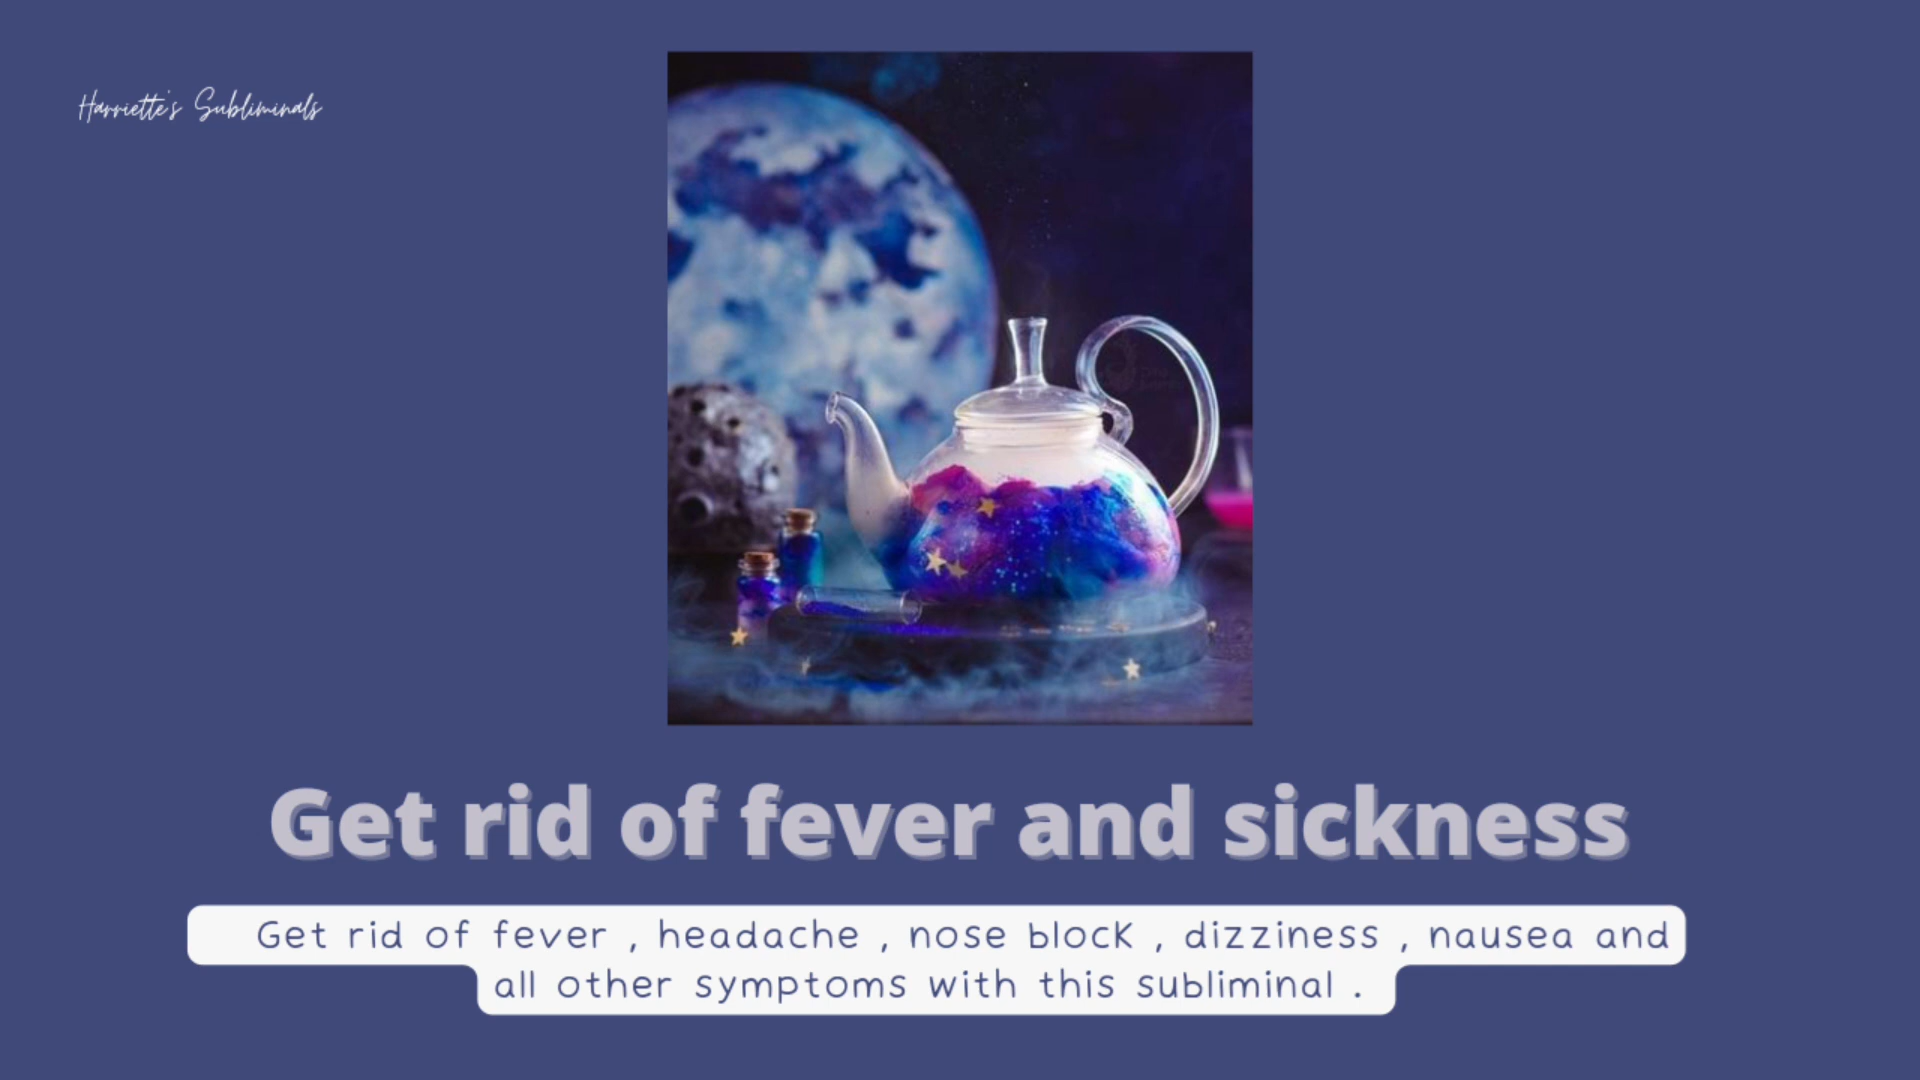 Harriette's Subliminals
Get rid of fever and sickness
Get rid of fever , headache , nose block , dizziness , nausea and
all other symptoms with this subliminal .